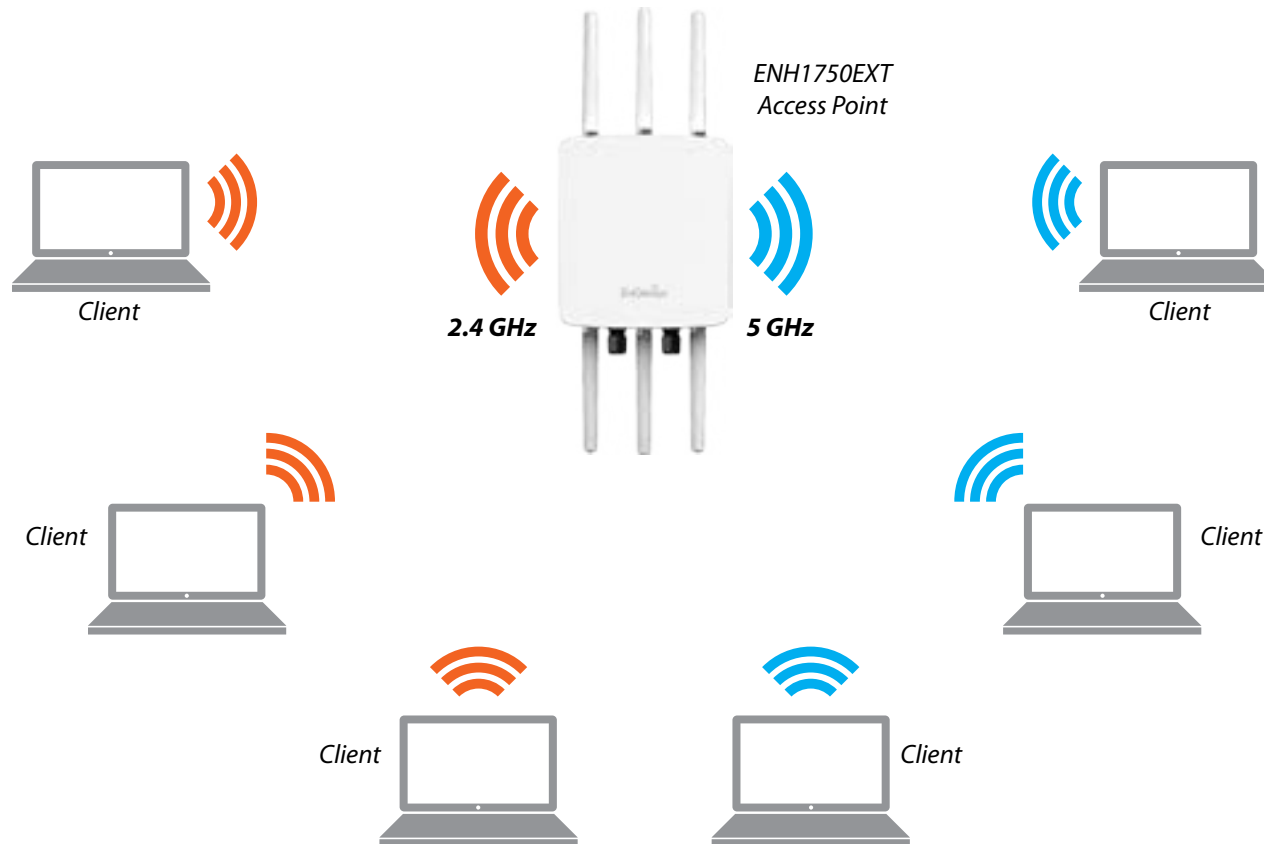 ENH1750EXT
Access Point
Client
2.4 GHz
5 GHz
Client
Client
Client
Client
Client